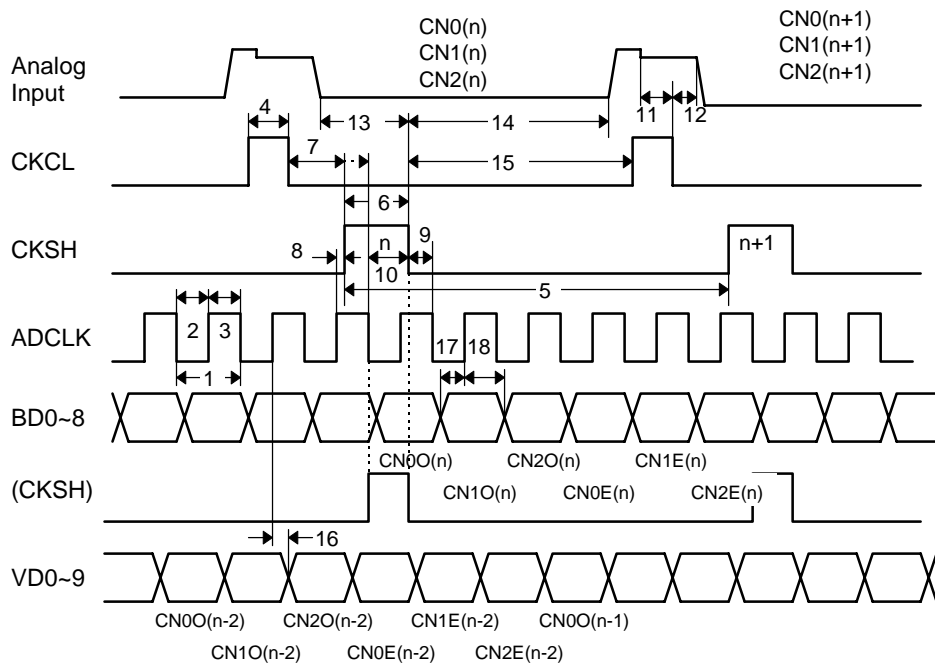 CN0(n)
CN1(n)
CN2(n)
CN0(n+1)
CN1(n+1)
CN2(n+1)
Analog
Input
4
13
14
11
12
CKCL
7
15
6
CKSH
8
n
9
n+1
10
5
ADCLK
2
3
17
18
1
BD0~8
CN0O(n)
CN2O(n)
CN1E(n)
CN1O(n)
CN0E(n)
CN2E(n)
(CKSH)
16
VD0~9
CN0O(n-2)
CN2O(n-2)
CN1E(n-2)
CN0O(n-1)
CN1O(n-2)
CN0E(n-2)
CN2E(n-2)